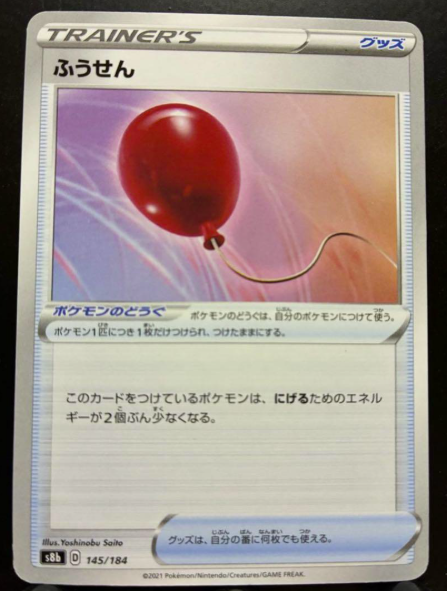 TRAINER'S
グッズ
ふうせん
ポケモンのどうぐ ポケモンのどうぐは、自分のポケモンにつけて使う。
ポケモン1匹につき1枚だけつけられ、つけたままにする。
このカードをつけているポケモンは、にげるためのエネル
ギーが2個ぶん少なくなる。
Illus. Yoshinobu Saito
グッズは、自分の番に何枚でも使える。
s8b D 145/184
©2021 Pokémon/Nintendo/Creatures/GAME FREAK.